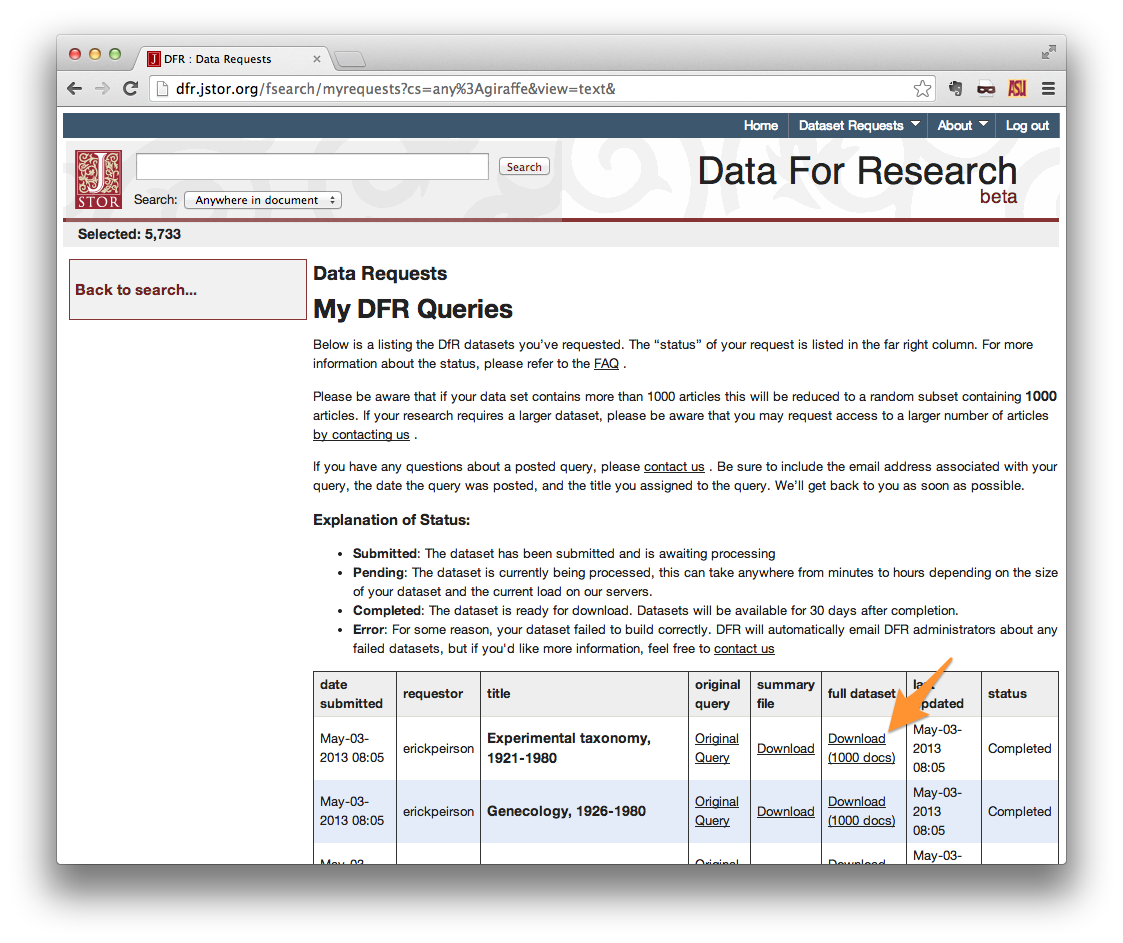 DFR : Data Requests
dfr.jstor.org/fsearch/myrequests?cs=any%3Agiraffe&view=text&
ASU
Home Dataset Requests About Log out
J
STOR
Search
Search: Anywhere in document
Data For Research
beta
Selected: 5,733
Back to search...
Data Requests
My DFR Queries
Below is a listing the DfR datasets you’ve requested. The “status” of your request is listed in the far right column. For more
information about the status, please refer to the FAQ .
Please be aware that if your data set contains more than 1000 articles this will be reduced to a random subset containing 1000
articles. If your research requires a larger dataset, please be aware that you may request access to a larger number of articles
by contacting us .
If you have any questions about a posted query, please contact us . Be sure to include the email address associated with your
query, the date the query was posted, and the title you assigned to the query. We’ll get back to you as soon as possible.
Explanation of Status:
• Submitted: The dataset has been submitted and is awaiting processing
• Pending: The dataset is currently being processed, this can take anywhere from minutes to hours depending on the size
of your dataset and the current load on our servers.
• Completed: The dataset is ready for download. Datasets will be available for 30 days after completion.
• Error: For some reason, your dataset failed to build correctly. DFR will automatically email DFR administrators about any
failed datasets, but if you'd like more information, feel free to contact us
date
submitted
requestor
title
original
query
summary
file
full dataset
status
May-03-
2013 08:05
erickpeirson
Experimental taxonomy,
1921-1980
Original
Query
Download
Download
(1000 docs)
May-03-
2013
08:05
Completed
May-03-
2013 08:05
erickpeirson
Genecology, 1926-1980
Original
Query
Download
Download
(1000 docs)
May-03-
2013
08:05
Completed
May-03
Original
Download
May-03-